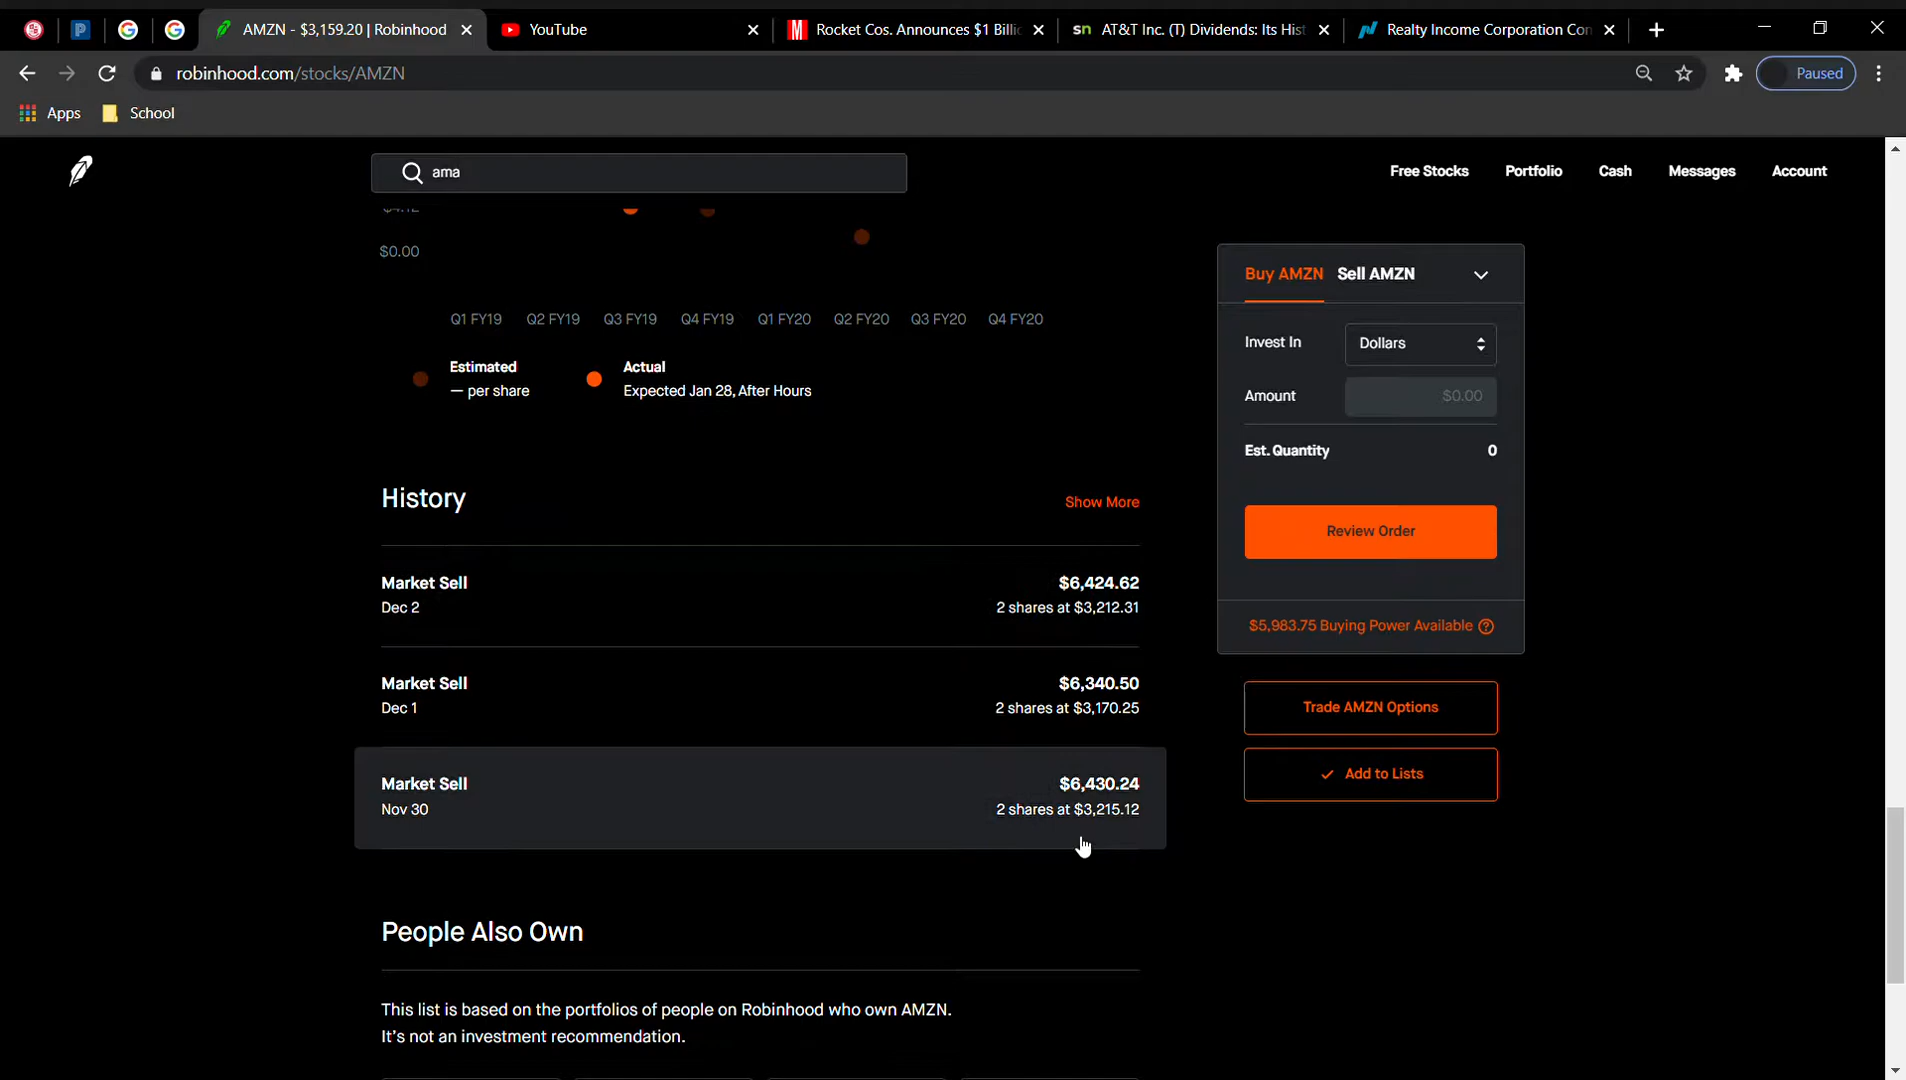 AMZN - $3,159.20 | Robinhood
YouTube
Rocket Cos. Announces $1 Billi
sn AT&T Inc. (T) Dividends: Its Hist
Realty Income Corporation Con
robinhood.com/stocks/AMZN
Paused
Apps
School
ama
Free Stocks
Portfolio
Cash
Messages
Account
$4.12
$0.00
Q1 FY19 Q2 FY19 Q3 FY19 Q4 FY19 Q1 FY20 Q2 FY20 Q3 FY20 Q4 FY20
Estimated
— per share
Actual
Expected Jan 28, After Hours
History
Show More
Market Sell
$6,424.62
Dec 2
2 shares at $3,212.31
Market Sell
$6,340.50
Dec 1
2 shares at $3,170.25
Market Sell
$6,430.24
Nov 30
2 shares at $3,215.12
People Also Own
This list is based on the portfolios of people on Robinhood who own AMZN.
It's not an investment recommendation.
Buy AMZN Sell AMZN
Invest In
Dollars
Amount
$0.00
Est. Quantity
0
Review Order
$5,983.75 Buying Power Available
Trade AMZN Options
Add to Lists